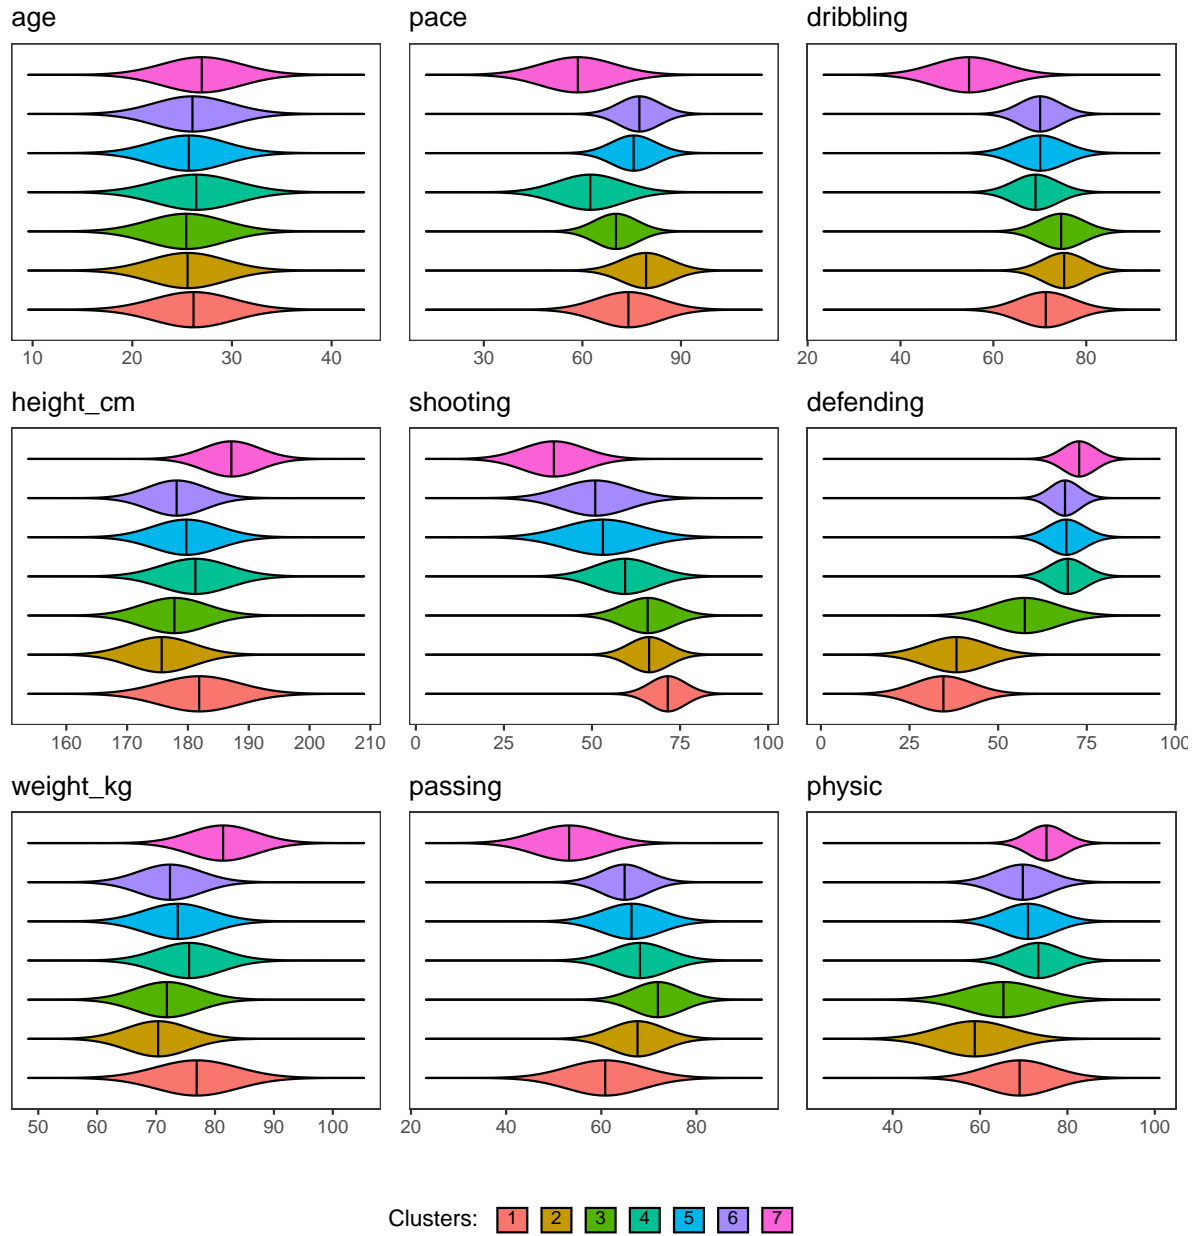 age pace dribbling
10 20 30 40 30 60 90 20 40 60 80
height_cm shooting defending
160 170 180 190 200 210 0 25 50 75 100 0 25 50 75 100
weight_kg passing physic
50 60 70 80 90 100 20 40 60 80 40 60 80 100
Clusters: 1 2 3 4 5 6 7